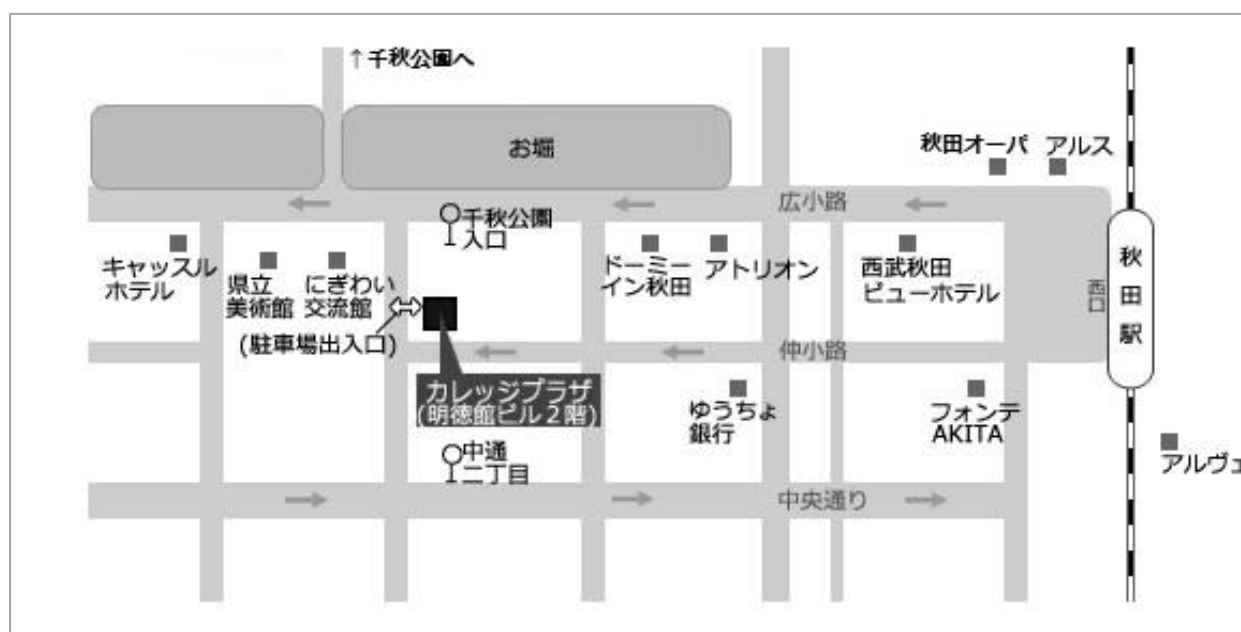 ↑千秋公園へ
お堀
秋田オーパ
アルス
広小路
千秋公園
入口
キャッスル
ホテル
県立
美術館
にぎわい
交流館
ドーミー
イン秋田
アトリオン
西武秋田
ビューホテル
西口
秋田駅
(駐車場出入口)
仲小路
カレッジプラザ
(明徳館ビル2階)
ゆうちょ
銀行
フォンテ
AKITA
中通
二丁目
アルヴェ
中央通り